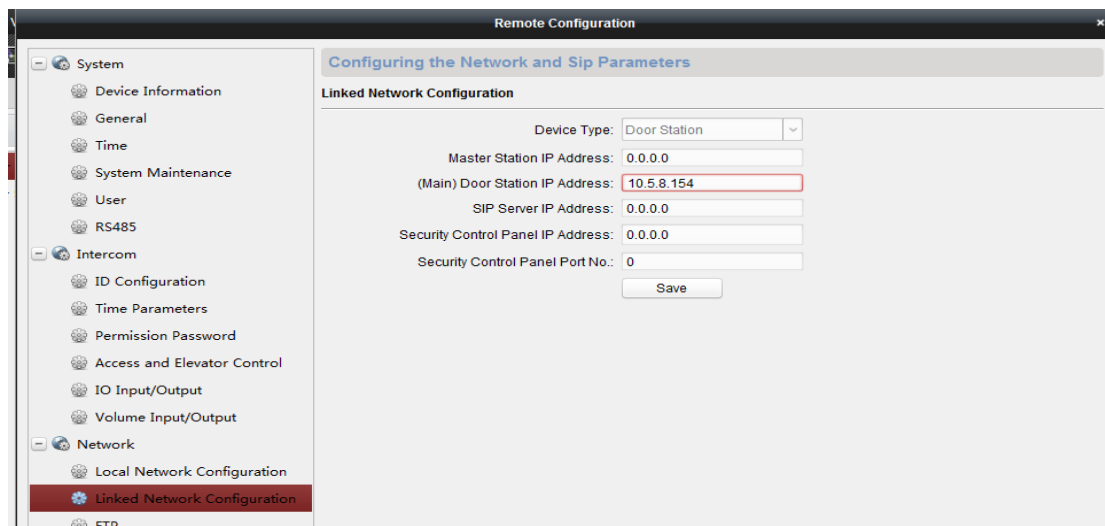 Remote Configuration
System
Device Information
General
Time
System Maintenance
User
RS485
Intercom
ID Configuration
Time Parameters
Permission Password
Access and Elevator Control
IO Input/Output
Volume Input/Output
Network
Local Network Configuration
Linked Network Configuration
FTP
Configuring the Network and Sip Parameters
Linked Network Configuration
Device Type: Door Station
Master Station IP Address: 0.0.0.0
(Main) Door Station IP Address: 10.5.8.154
SIP Server IP Address: 0.0.0.0
Security Control Panel IP Address: 0.0.0.0
Security Control Panel Port No.: 0
Save